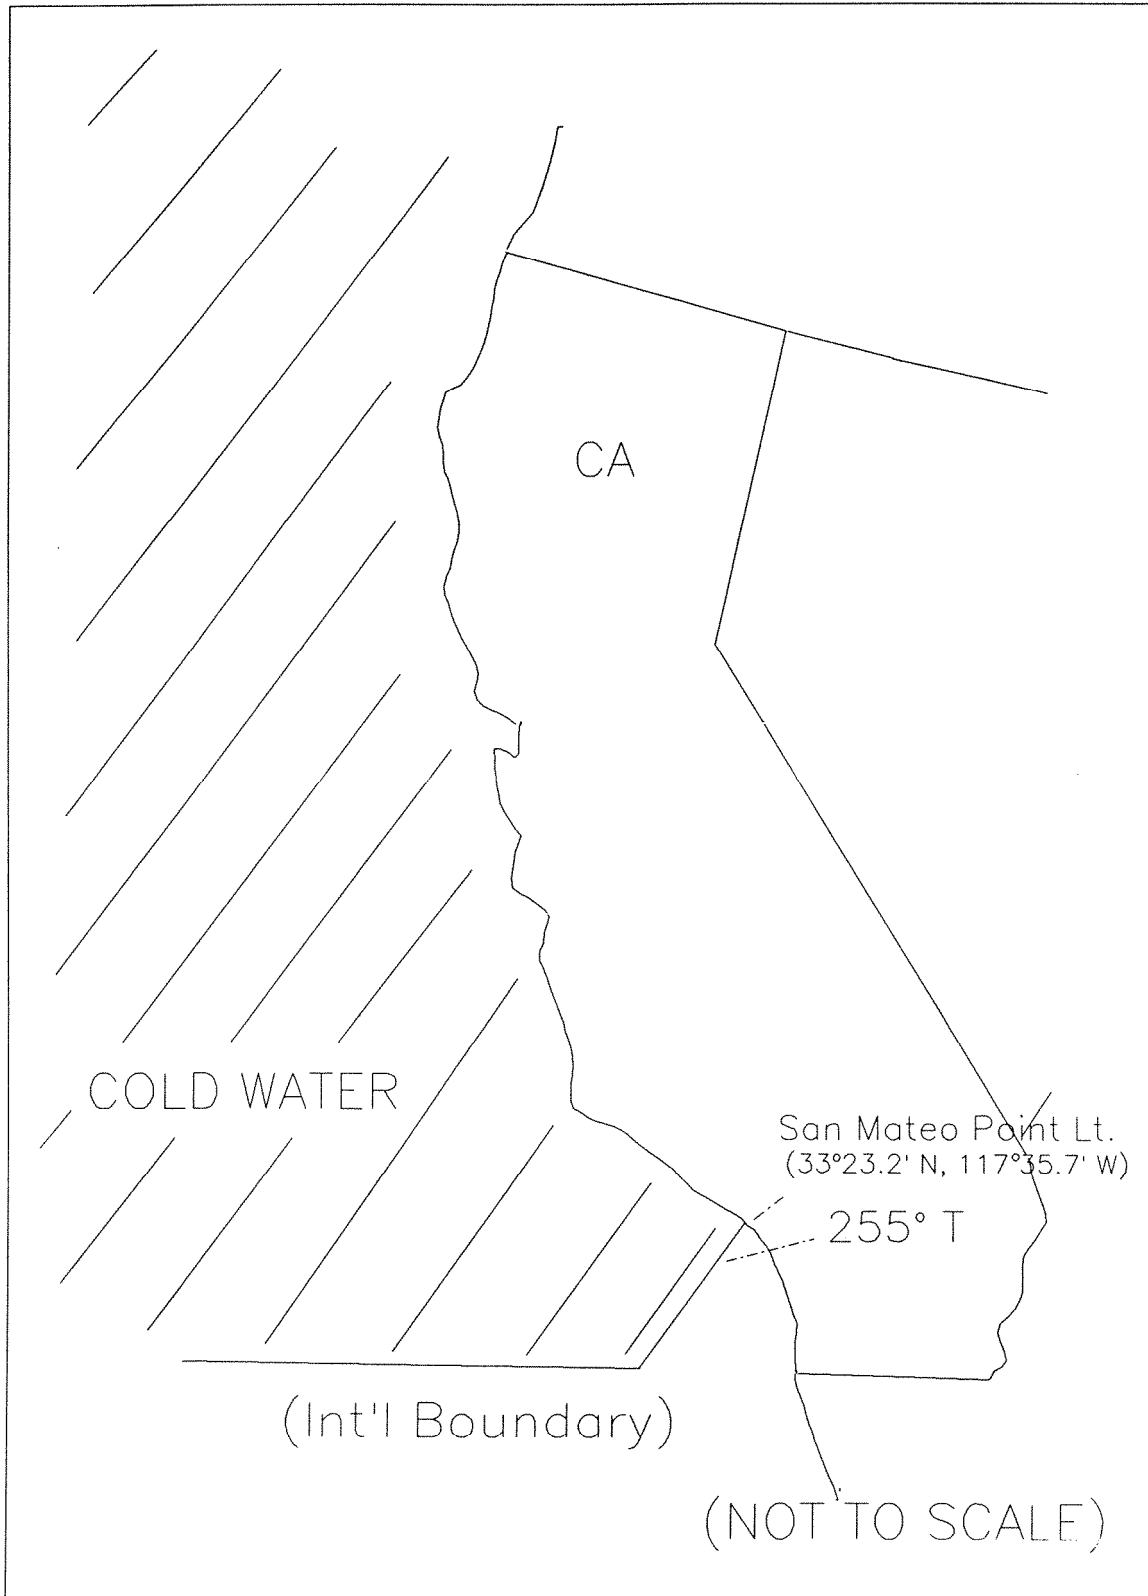 CA
COLD WATER
San Mateo Point Lt.
(33°23.2' N, 117°35.7' W)
255° T
(Int'l Boundary)
(NOT TO SCALE)